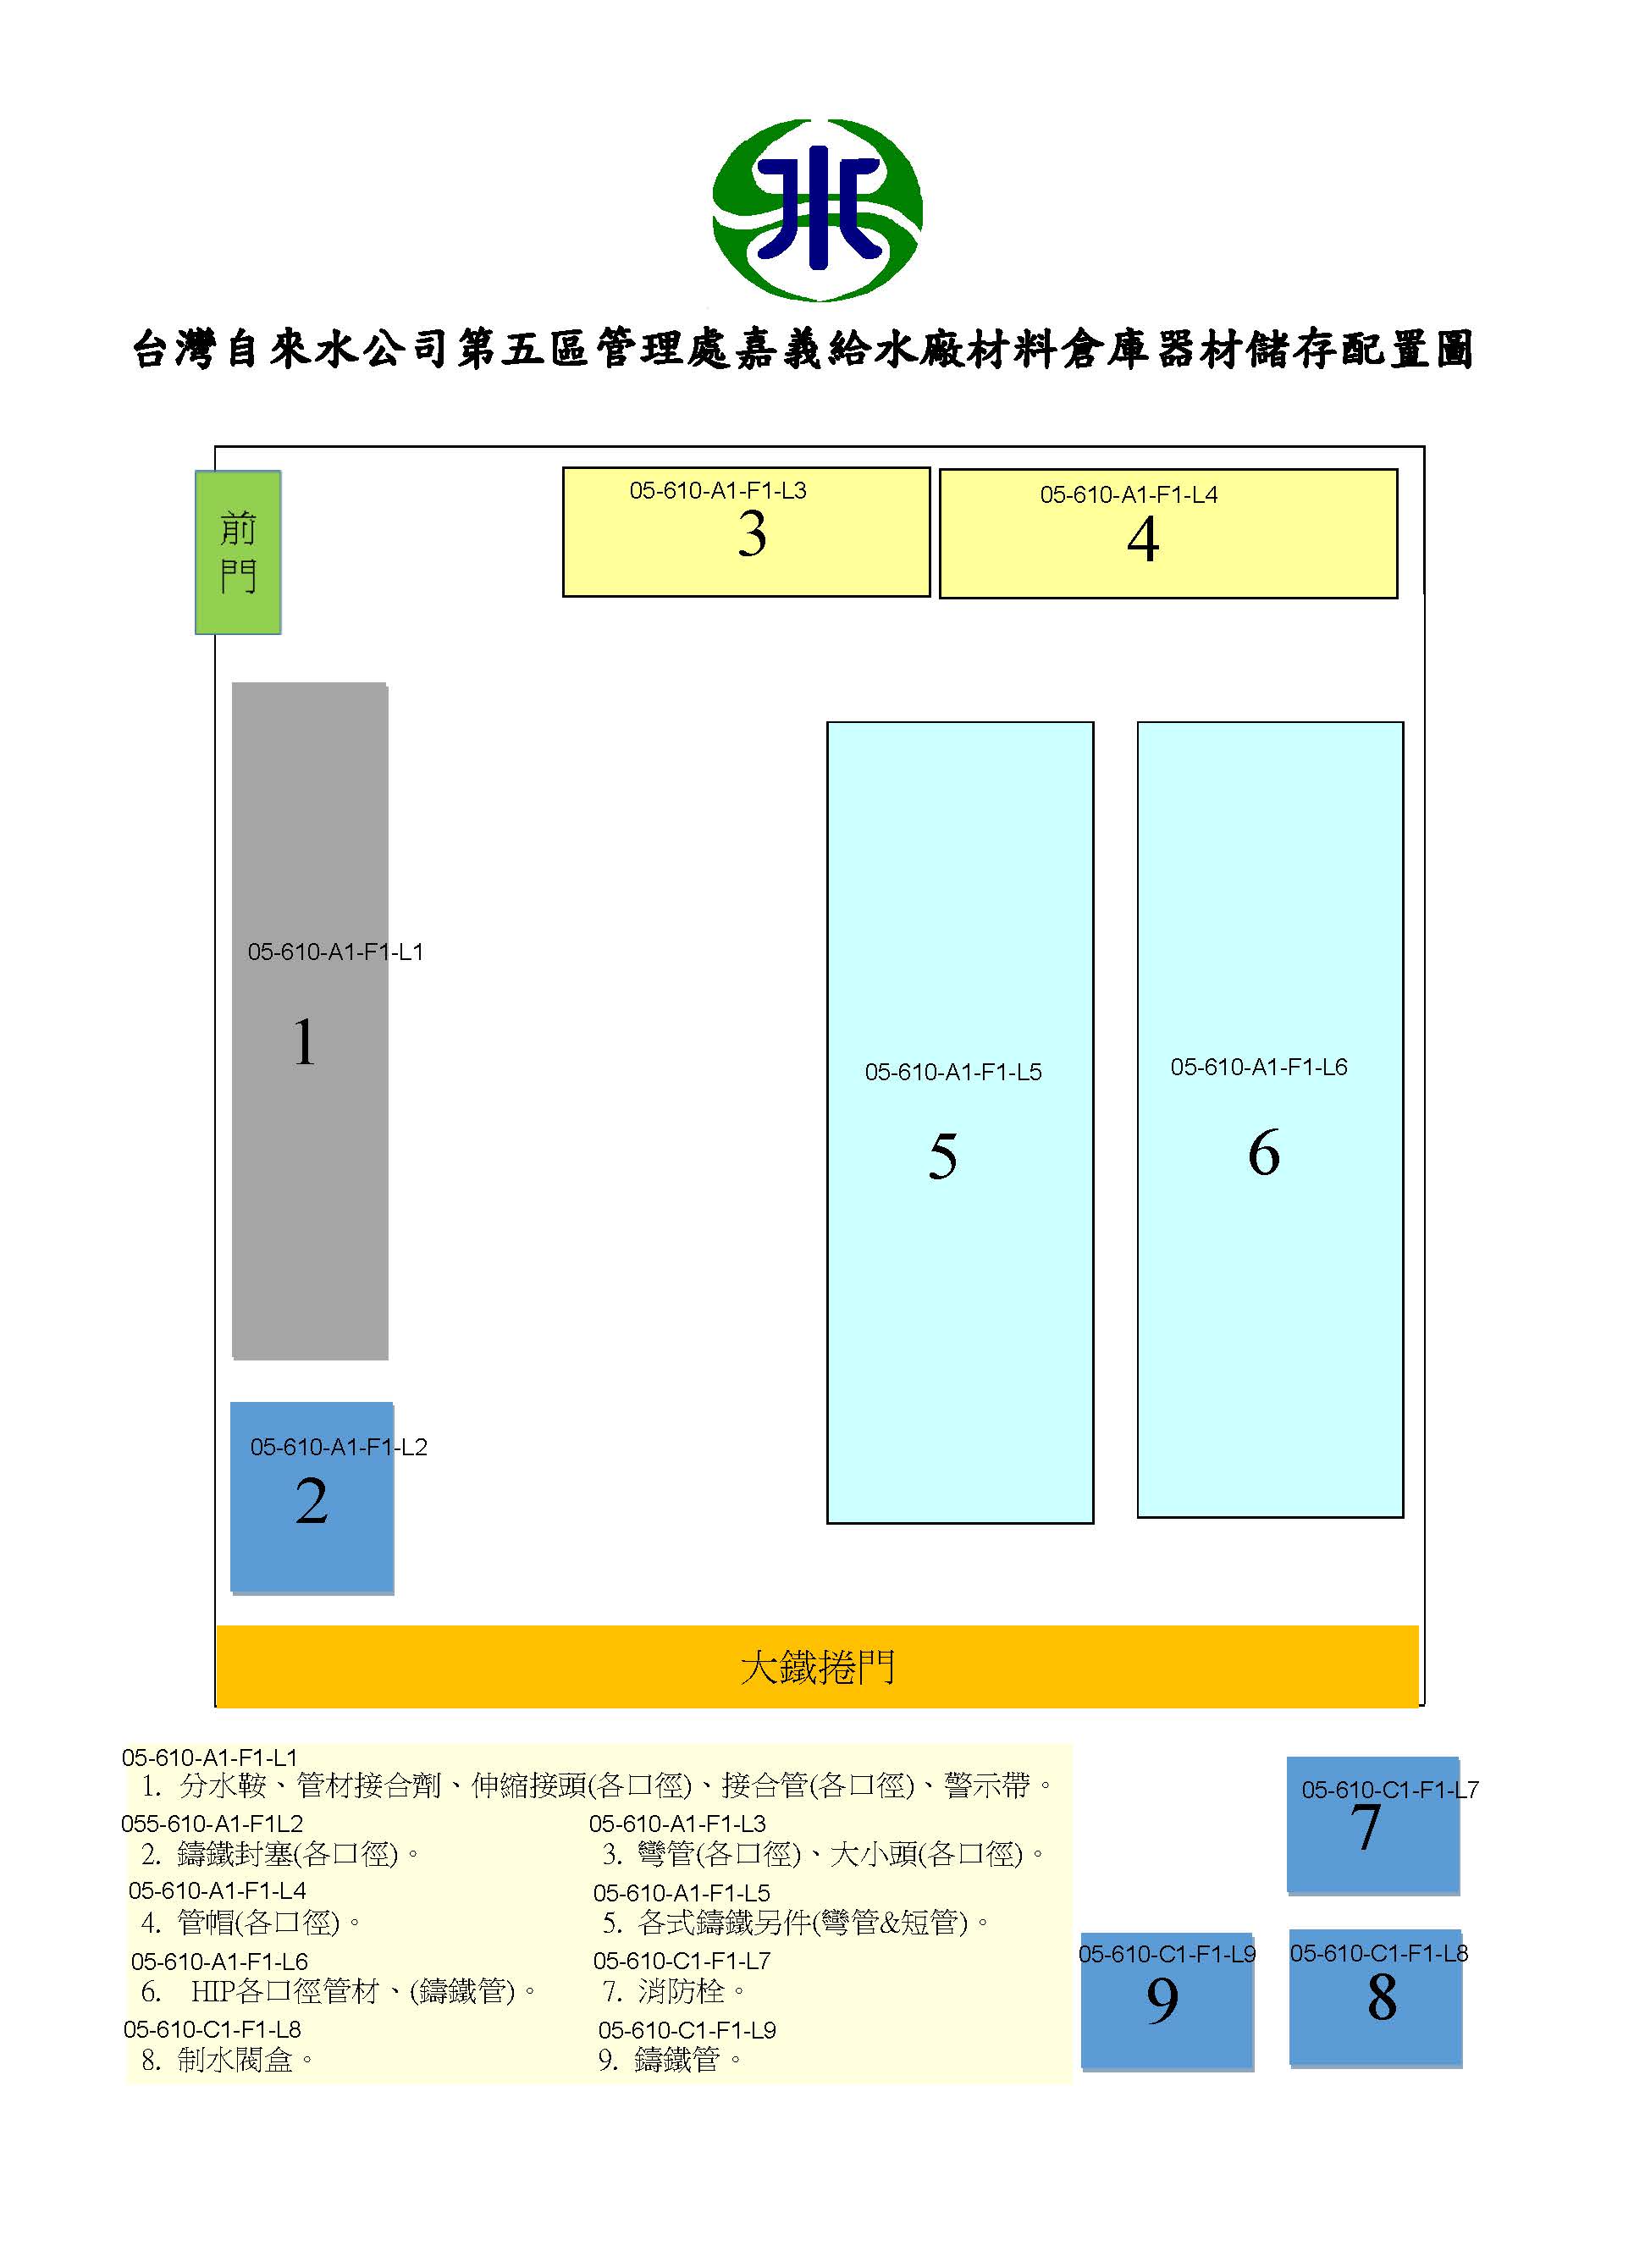 水
台灣自來水公司第五區管理處嘉義給水廠材料倉庫器材儲存配置圖
前
門
05-610-A1-F1-L3
3
05-610-A1-F1-L4
4
05-610-A1-F1-L1
1
05-610-A1-F1-L5
5
05-610-A1-F1-L6
6
05-610-A1-F1-L2
2
大鐵捲門
05-610-A1-F1-L1
1. 分水鞍、管材接合劑、伸縮接頭(各口徑)、接合管(各口徑)、警示帶。
055-610-A1-F1L2
2. 鑄鐵封塞(各口徑)。
05-610-A1-F1-L3
3. 彎管(各口徑)、大小頭(各口徑)。
05-610-A1-F1-L4
4. 管帽(各口徑)。
05-610-A1-F1-L5
5. 各式鑄鐵另件(彎管&短管)。
05-610-A1-F1-L6
6. HIP各口徑管材、(鑄鐵管)。
05-610-C1-F1-L7
7. 消防栓。
05-610-C1-F1-L8
8. 制水閥盒。
05-610-C1-F1-L9
9. 鑄鐵管。
05-610-C1-F1-L7
7
05-610-C1-F1-L9
9
05-610-C1-F1-L8
8